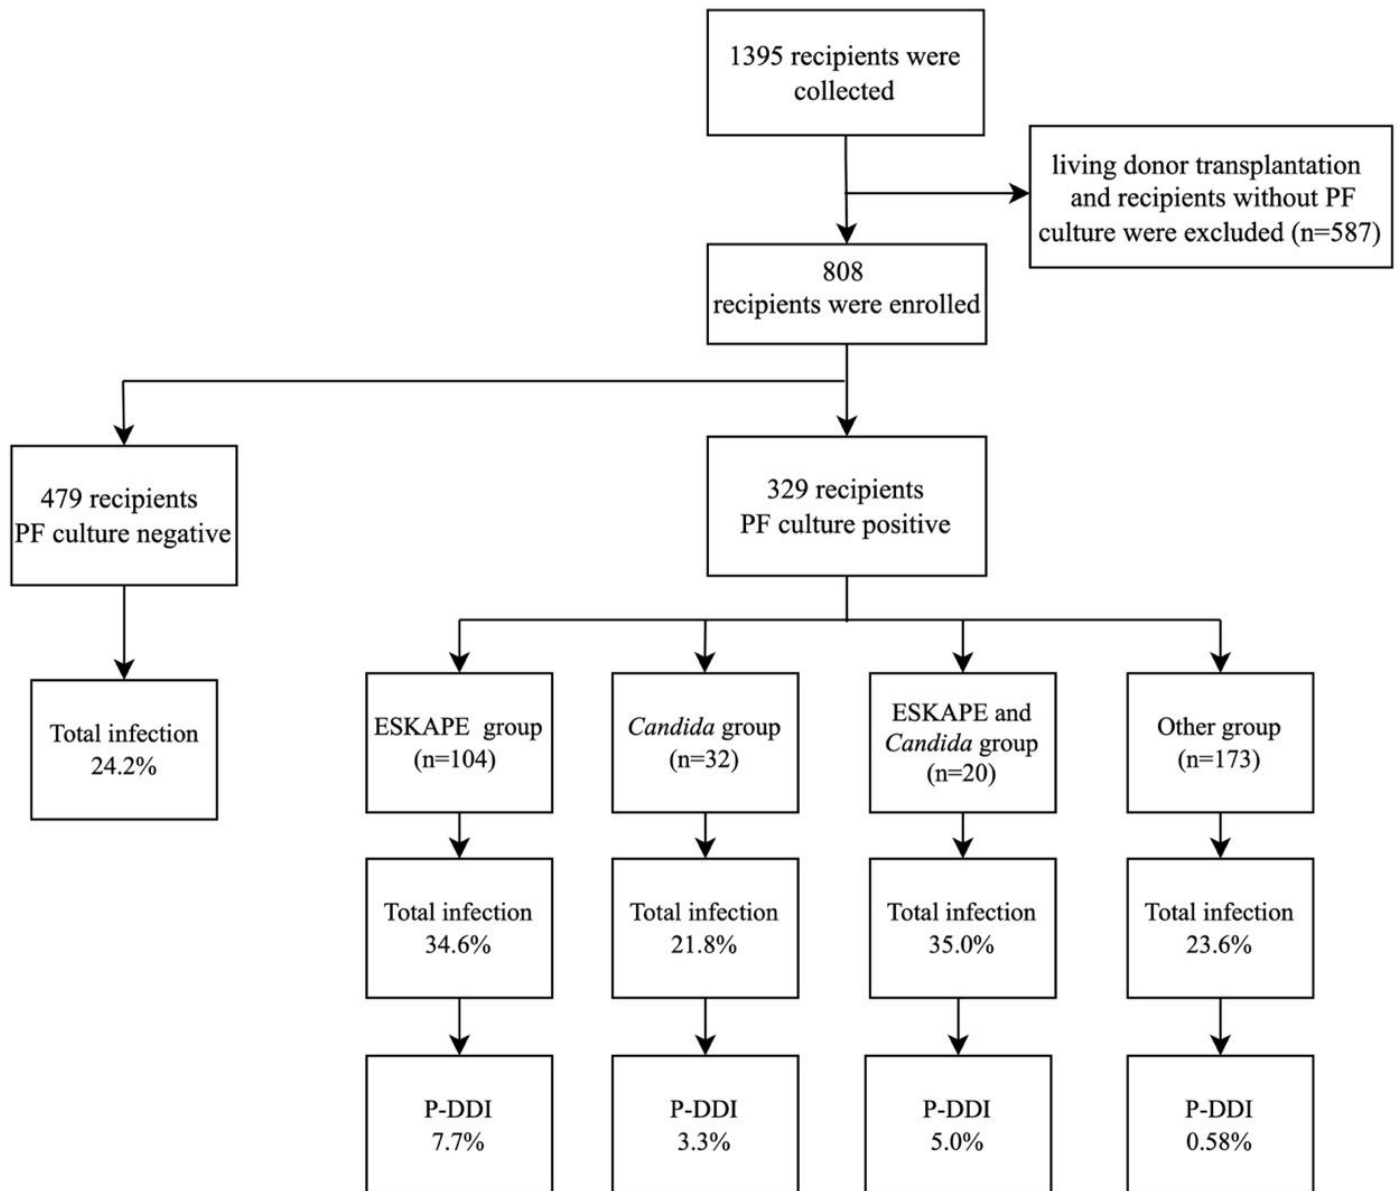 1395 recipients were
collected
living donor transplantation
and recipients without PF
culture were excluded (n=587)
808
recipients were enrolled
479 recipients
PF culture negative
329 recipients
PF culture positive
Total infection
24.2%
ESKAPE group
(n=104)
Candida group
(n=32)
ESKAPE and
Candida group
(n=20)
Other group
(n=173)
Total infection
34.6%
Total infection
21.8%
Total infection
35.0%
Total infection
23.6%
P-DDI
7.7%
P-DDI
3.3%
P-DDI
5.0%
P-DDI
0.58%